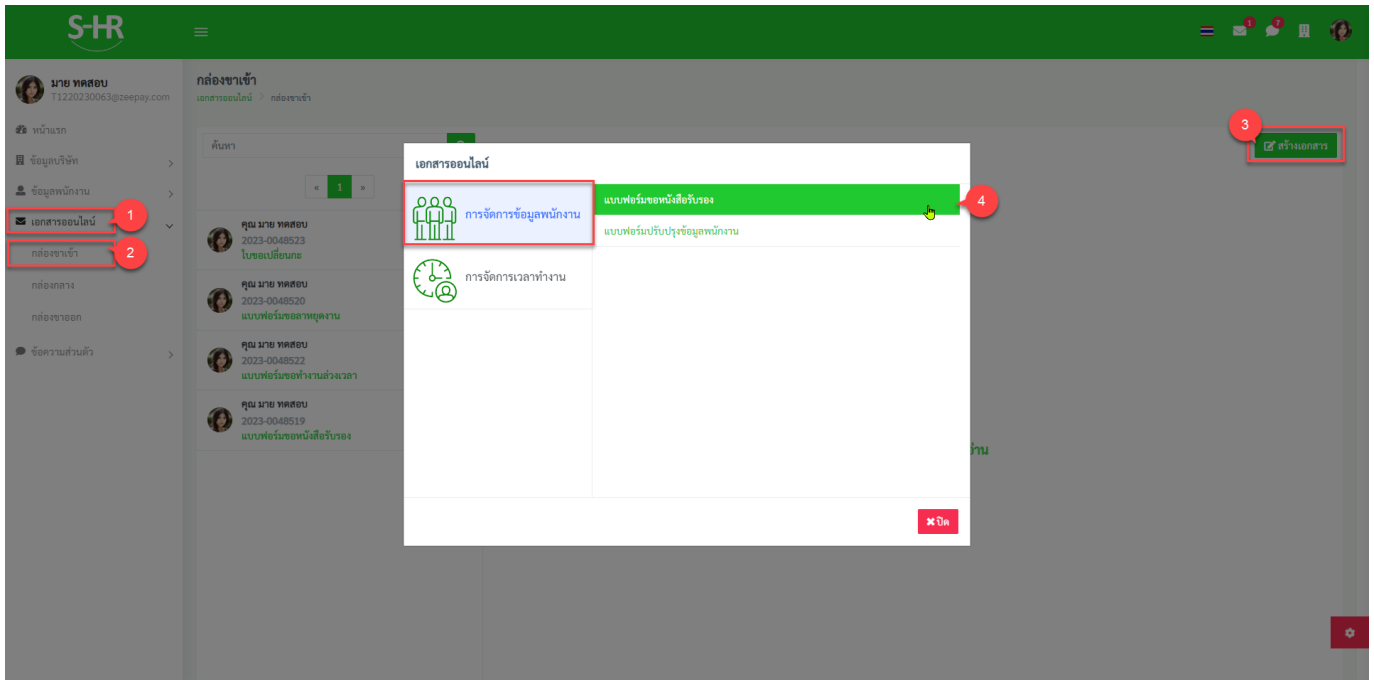 S-HR
1
7
มาย ทดสอบ
T1220230063@zeepay.com
หน้าแรก
ข้อมูลบริษัท
ข้อมูลพนักงาน
เอกสารออนไลน์
1
กล่องขาเข้า
2
กล่องกลาง
กล่องขาออก
ข้อความส่วนตัว
กล่องขาเข้า
เอกสารออนไลน์ > กล่องขาเข้า
ค้นหา
« 1 »
คุณ มาย ทดสอบ
2023-0048523
ใบขอเปลี่ยนกะ
คุณ มาย ทดสอบ
2023-0048520
แบบฟอร์มขอลาหยุดงาน
คุณ มาย ทดสอบ
2023-0048522
แบบฟอร์มขอทำงานล่วงเวลา
คุณ มาย ทดสอบ
2023-0048519
แบบฟอร์มขอหนังสือรับรอง
3
สร้างเอกสาร
เอกสารออนไลน์
การจัดการข้อมูลพนักงาน
การจัดการเวลาทำงาน
แบบฟอร์มขอหนังสือรับรอง
4
แบบฟอร์ปรับปรุงข้อมูลพนักงาน
อ่าน
ปิด